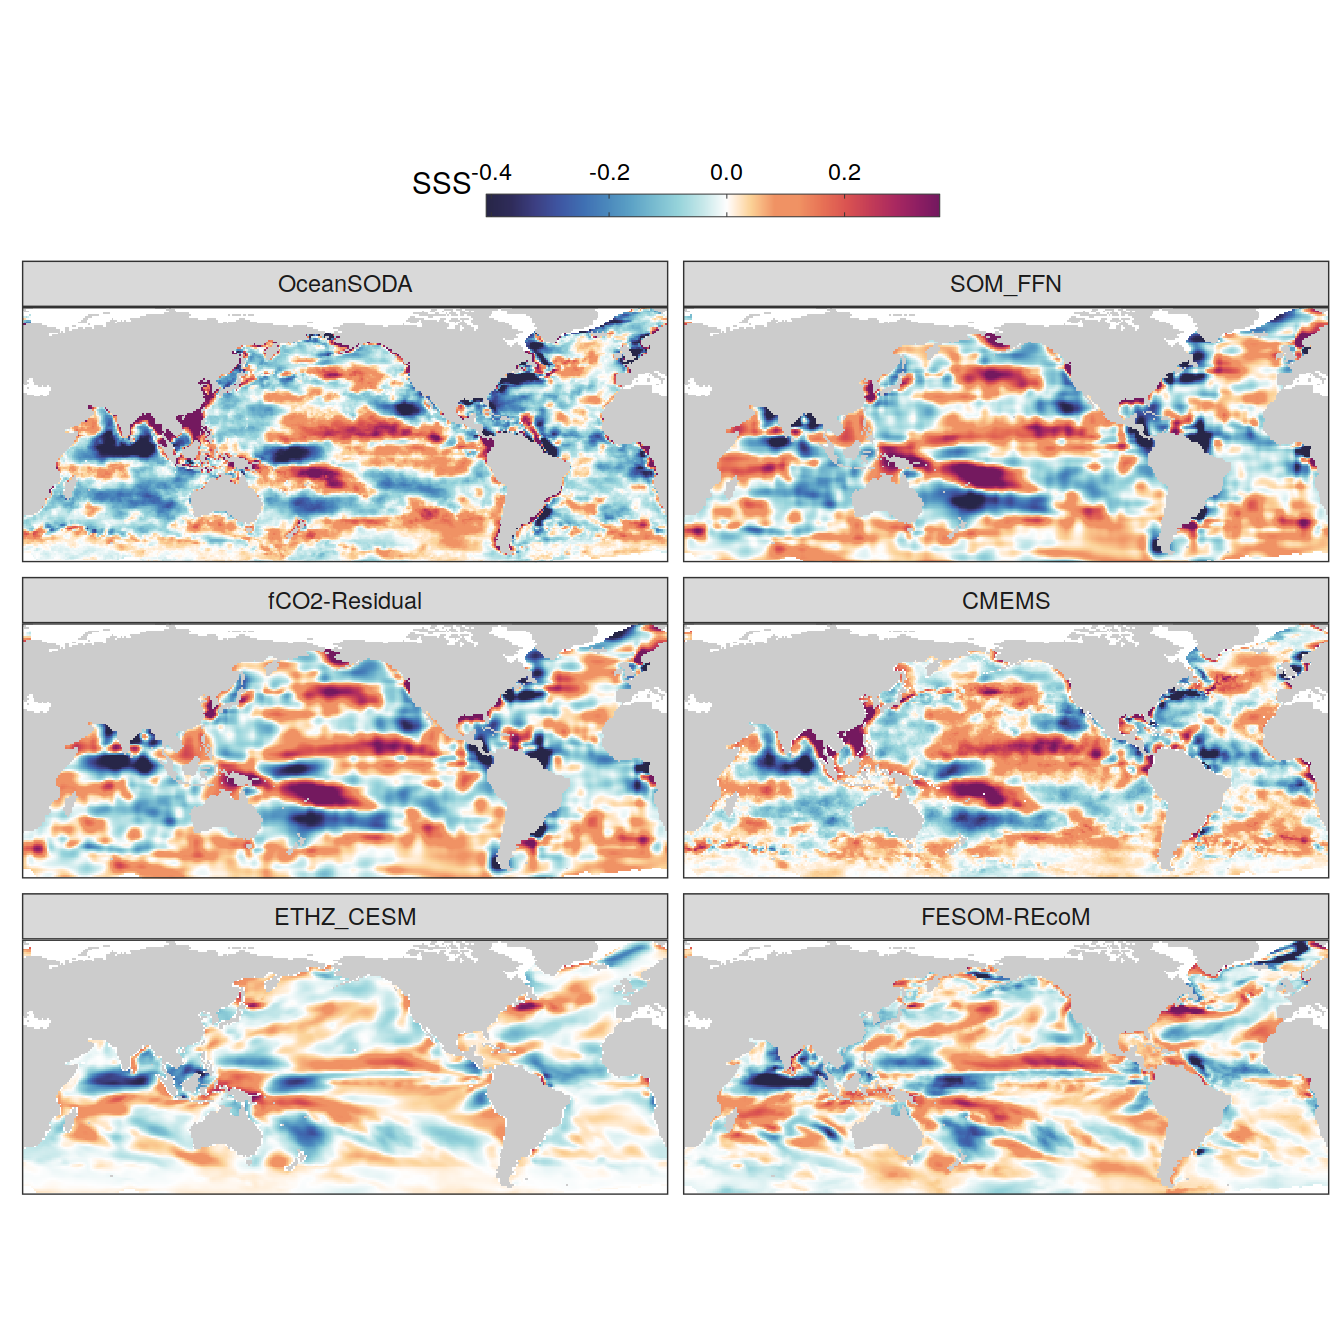 SSS -0.4 -0.2 0.0 0.2
OceanSODA SOM_FFN
fCO2-Residual CMEMS
ETHZ_CESM FESOM-REcoM